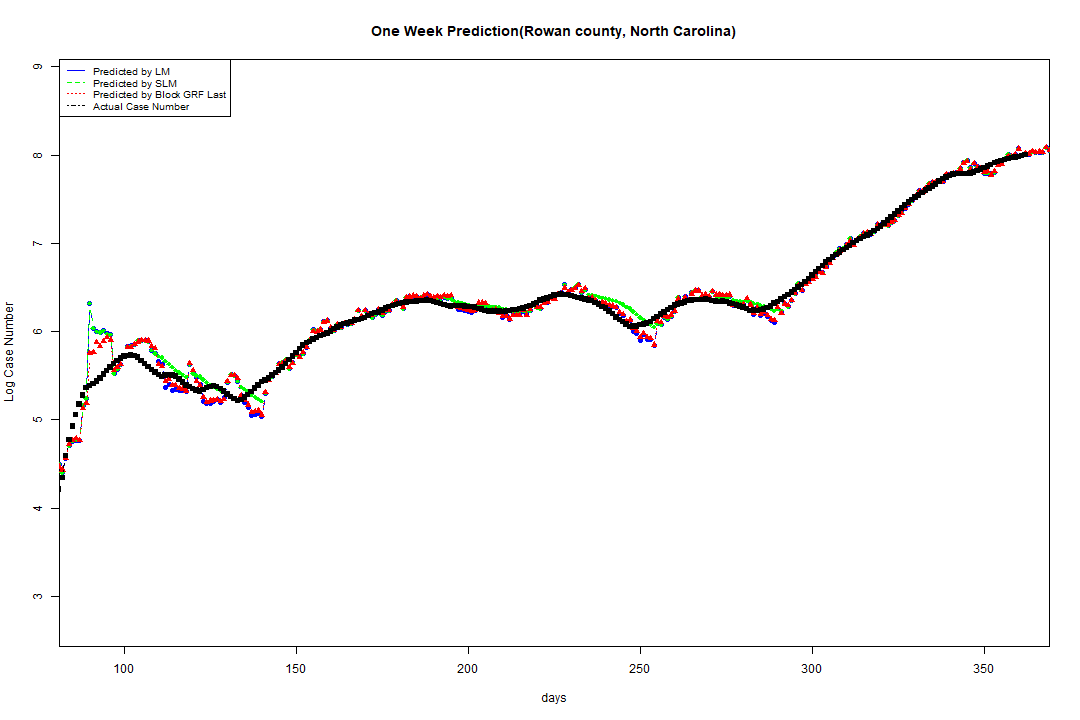 One Week Prediction(Rowan county, North Carolina)
Predicted by LM
Predicted by SLM
Predicted by Block GRF Last
Actual Case Number
9
8
7
6
5
4
3
Log Case Number
100 150 200 250 300 350
days